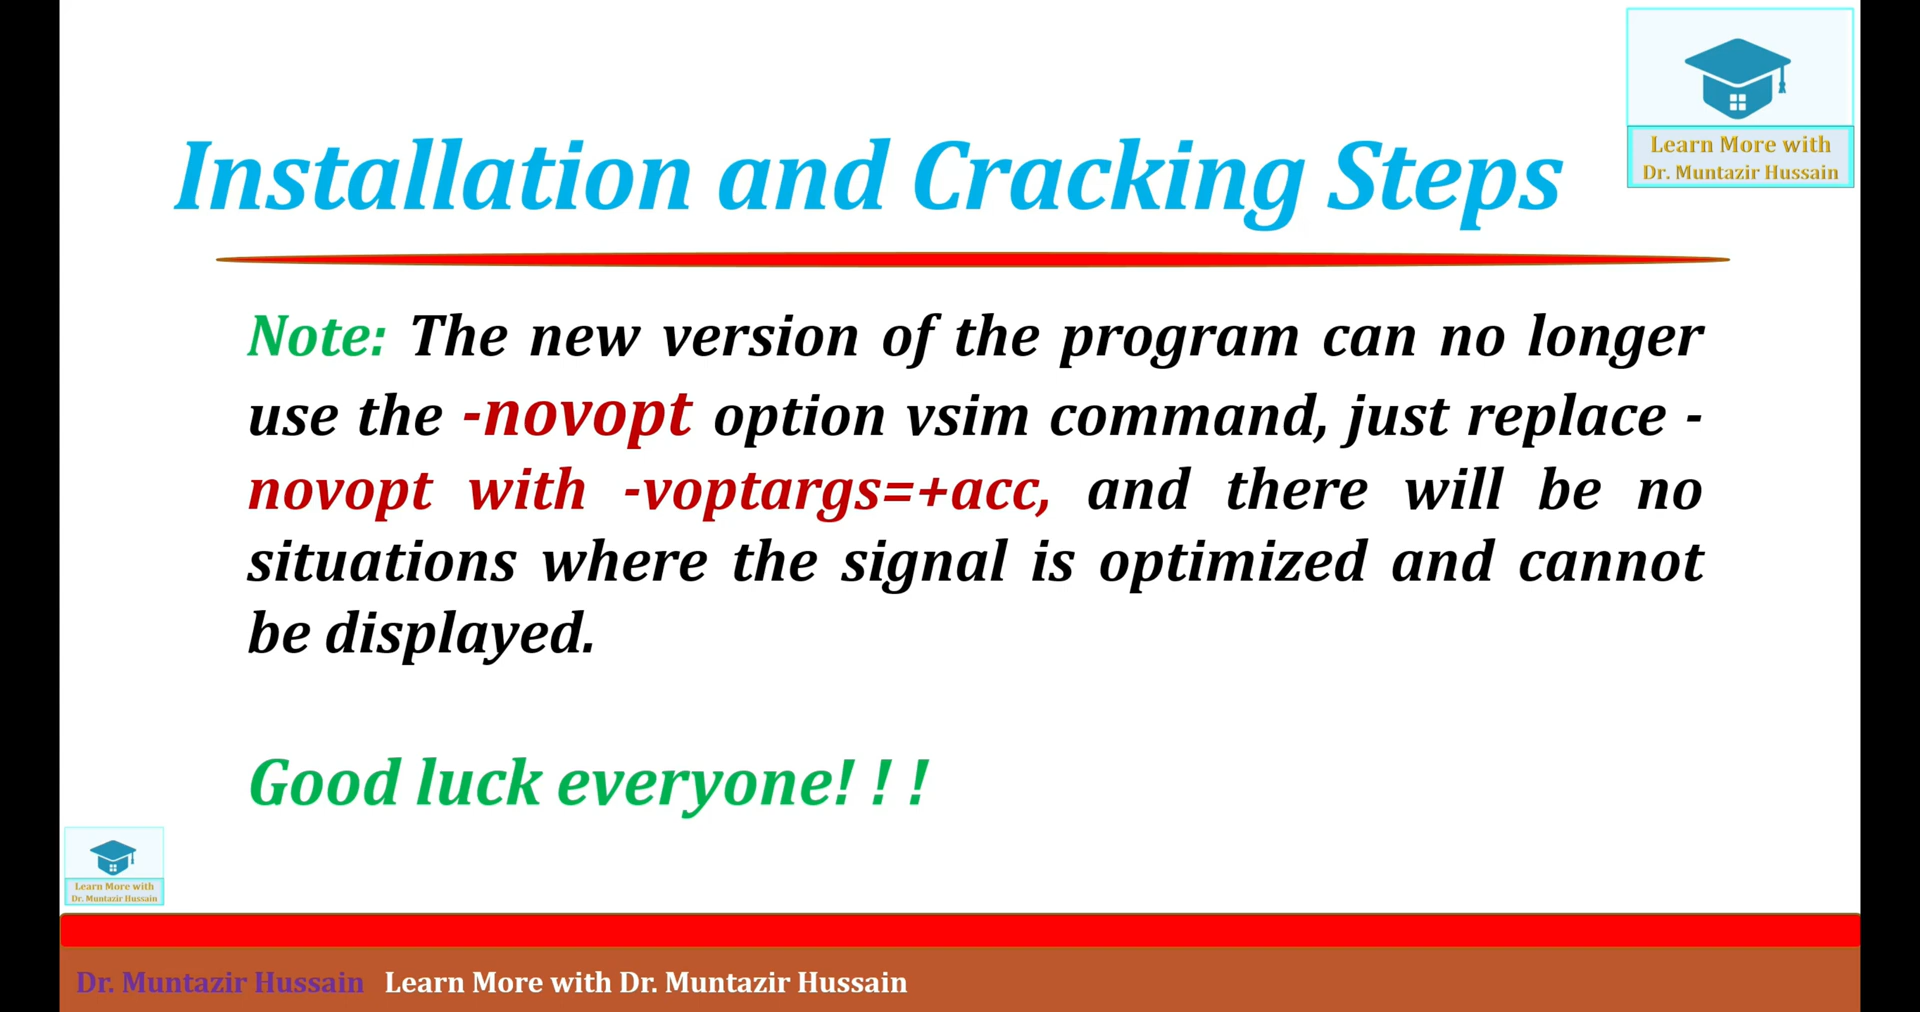 Learn More with
Dr. Muntazir Hussain
Installation and Cracking Steps
Note: The new version of the program can no longer
use the -novopt option vsim command, just replace -
novopt with -voptargs=+acc, and there will be no
situations where the signal is optimized and cannot
be displayed.
Good luck everyone! ! !
Learn More with
Dr. Muntazir Hussain
Dr. Muntazir Hussain Learn More with Dr. Muntazir Hussain